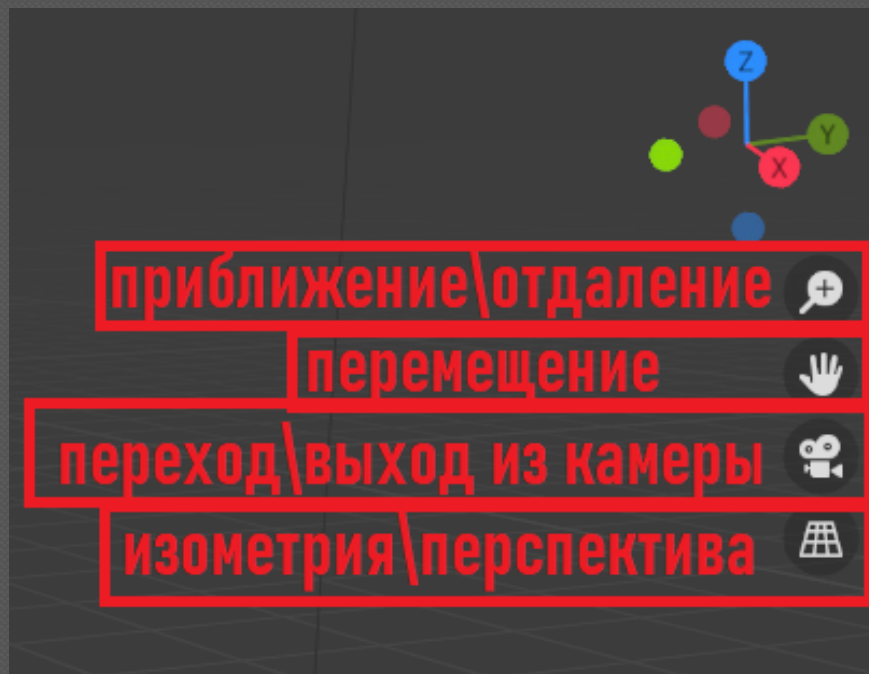 Z
Y
X
приближение\отдаление
перемещение
переход\выход из камеры
изометрия\перспектива